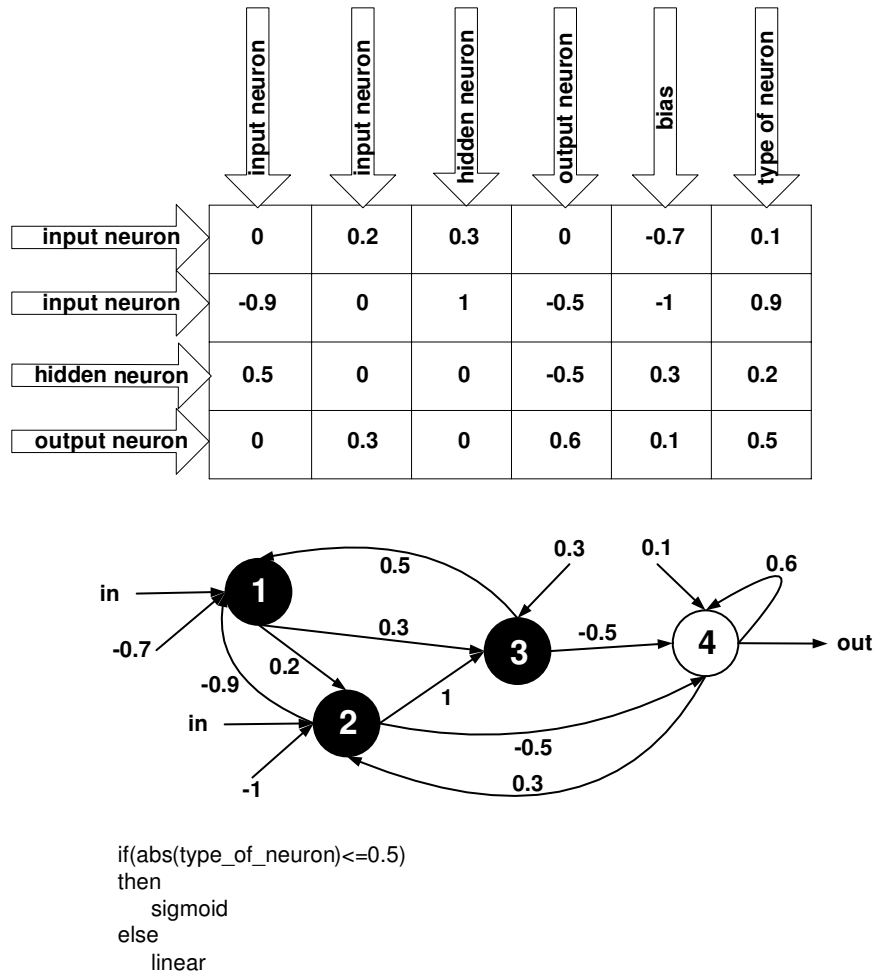 input neuron
input neuron
hidden neuron
output neuron
bias
type of neuron
input neuron 0 0.2 0.3 0 -0.7 0.1
input neuron -0.9 0 1 -0.5 -1 0.9
hidden neuron 0.5 0 0 -0.5 0.3 0.2
output neuron 0 0.3 0 0.6 0.1 0.5
0.3 0.1
0.5 0.6
in 1
0.3 -0.5 4 out
-0.7 3
0.2
-0.9 1
in 2
-0.5
-1 0.3
if(abs(type_of_neuron)<=0.5)
then
sigmoid
else
linear